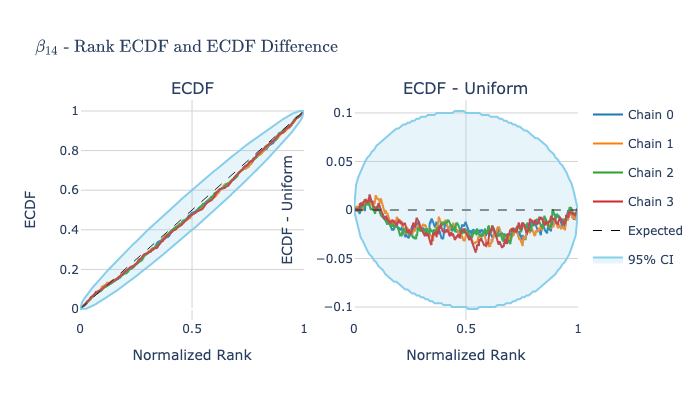 β₁₄ - Rank ECDF and ECDF Difference
ECDF
ECDF - Uniform
1
0.8
0.6
0.4
0.2
0
ECDF
0
0.5
1
Normalized Rank
0.1
0.05
0
−0.05
−0.1
ECDF - Uniform
0
0.5
1
Normalized Rank
Chain 0
Chain 1
Chain 2
Chain 3
Expected
95% CI